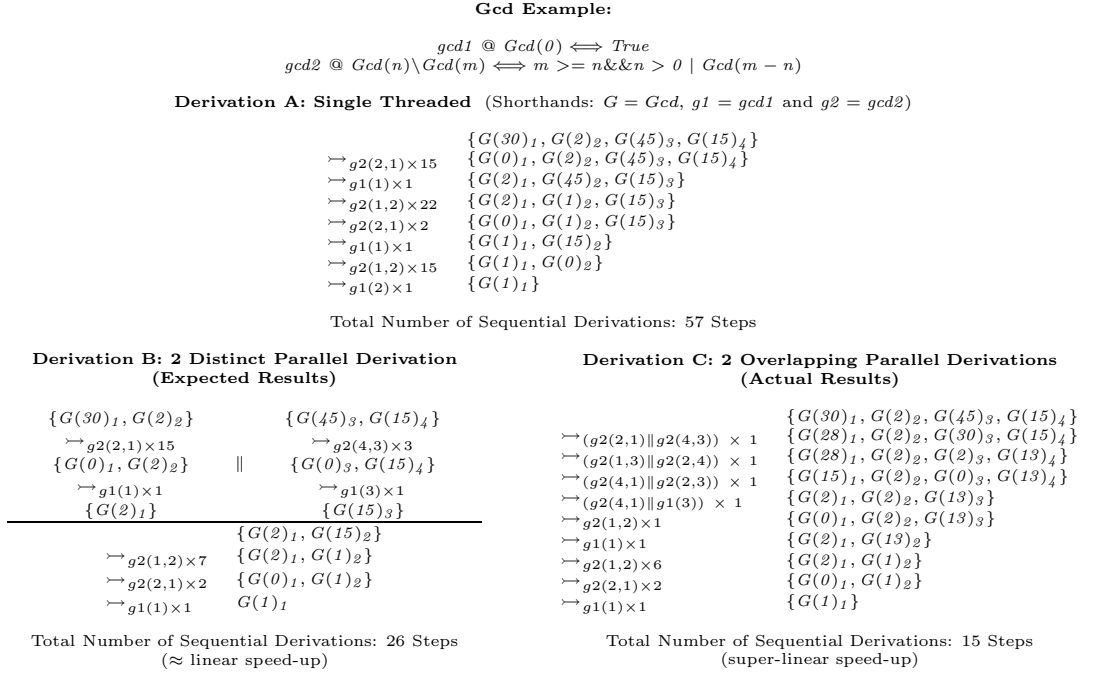 Gcd Example:
gcd1 @ Gcd(0) ⟺ True
gcd2 @ Gcd(n)\Gcd(m) ⟺ m >= n&&n > 0 | Gcd(m − n)
Derivation A: Single Threaded (Shorthands: G = Gcd, g1 = gcd1 and g2 = gcd2)
{G(30)₁, G(2)₂, G(45)₃, G(15)₄}
↣g2(2,1)×15 {G(0)₁, G(2)₂, G(45)₃, G(15)₄}
↣g1(1)×1 {G(2)₁, G(45)₂, G(15)₃}
↣g2(1,2)×22 {G(2)₁, G(1)₂, G(15)₃}
↣g2(2,1)×2 {G(0)₁, G(1)₂, G(15)₃}
↣g1(1)×1 {G(1)₁, G(15)₂}
↣g2(1,2)×15 {G(1)₁, G(0)₂}
↣g1(2)×1 {G(1)₁}
Total Number of Sequential Derivations: 57 Steps
Derivation B: 2 Distinct Parallel Derivation
(Expected Results)
{G(30)₁, G(2)₂} {G(45)₃, G(15)₄}
↣g2(2,1)×15 ↣g2(4,3)×3
{G(0)₁, G(2)₂} ∥ {G(0)₃, G(15)₄}
↣g1(1)×1 ↣g1(3)×1
{G(2)₁} {G(15)₃}
{G(2)₁, G(15)₂}
↣g2(1,2)×7 {G(2)₁, G(1)₂}
↣g2(2,1)×2 {G(0)₁, G(1)₂}
↣g1(1)×1 G(1)₁
Total Number of Sequential Derivations: 26 Steps
(≈ linear speed-up)
Derivation C: 2 Overlapping Parallel Derivations
(Actual Results)
{G(30)₁, G(2)₂, G(45)₃, G(15)₄}
↣(g2(2,1)∥g2(4,3)) × 1 {G(28)₁, G(2)₂, G(30)₃, G(15)₄}
↣(g2(1,3)∥g2(2,4)) × 1 {G(28)₁, G(2)₂, G(2)₃, G(13)₄}
↣(g2(4,1)∥g2(2,3)) × 1 {G(15)₁, G(2)₂, G(0)₃, G(13)₄}
↣(g2(4,1)∥g1(3)) × 1 {G(2)₁, G(2)₂, G(13)₃}
↣g2(1,2)×1 {G(0)₁, G(2)₂, G(13)₃}
↣g1(1)×1 {G(2)₁, G(13)₂}
↣g2(1,2)×6 {G(2)₁, G(1)₂}
↣g2(2,1)×2 {G(0)₁, G(1)₂}
↣g1(1)×1 {G(1)₁}
Total Number of Sequential Derivations: 15 Steps
(super-linear speed-up)